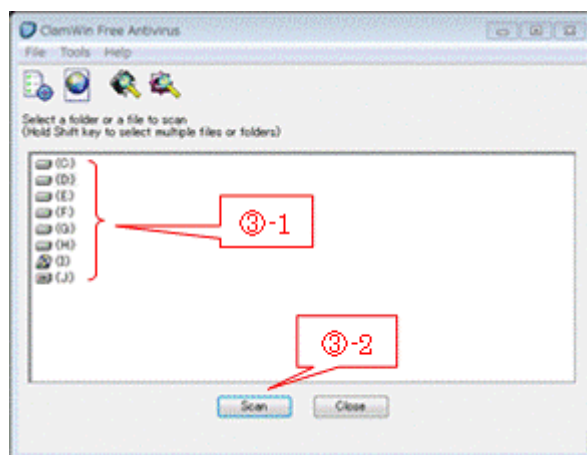 ClamWin Free Antivirus
File Tools Help
Select a folder or a file to scan
(Hold Shift key to select multiple files or folders)
(C)
(D)
(E)
(F)
(G)
(H)
(I)
(J)
③-1
③-2
Scan Close